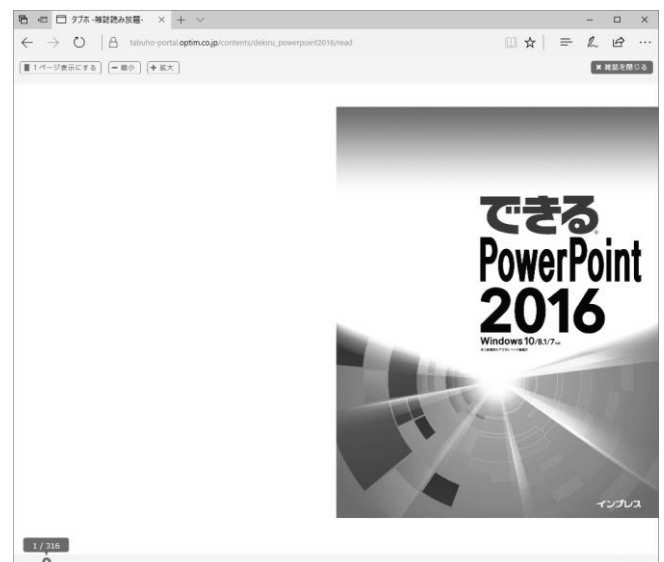 タブホ -雑誌読み放題-
tabuho-portal.optim.co.jp/contents/dekiru_powerpoint2016/read
1ページ表示にする
縮小
拡大
雑誌を閉じる
できる
PowerPoint
2016
Windows 10/8.1/7
インプレス
1 / 316